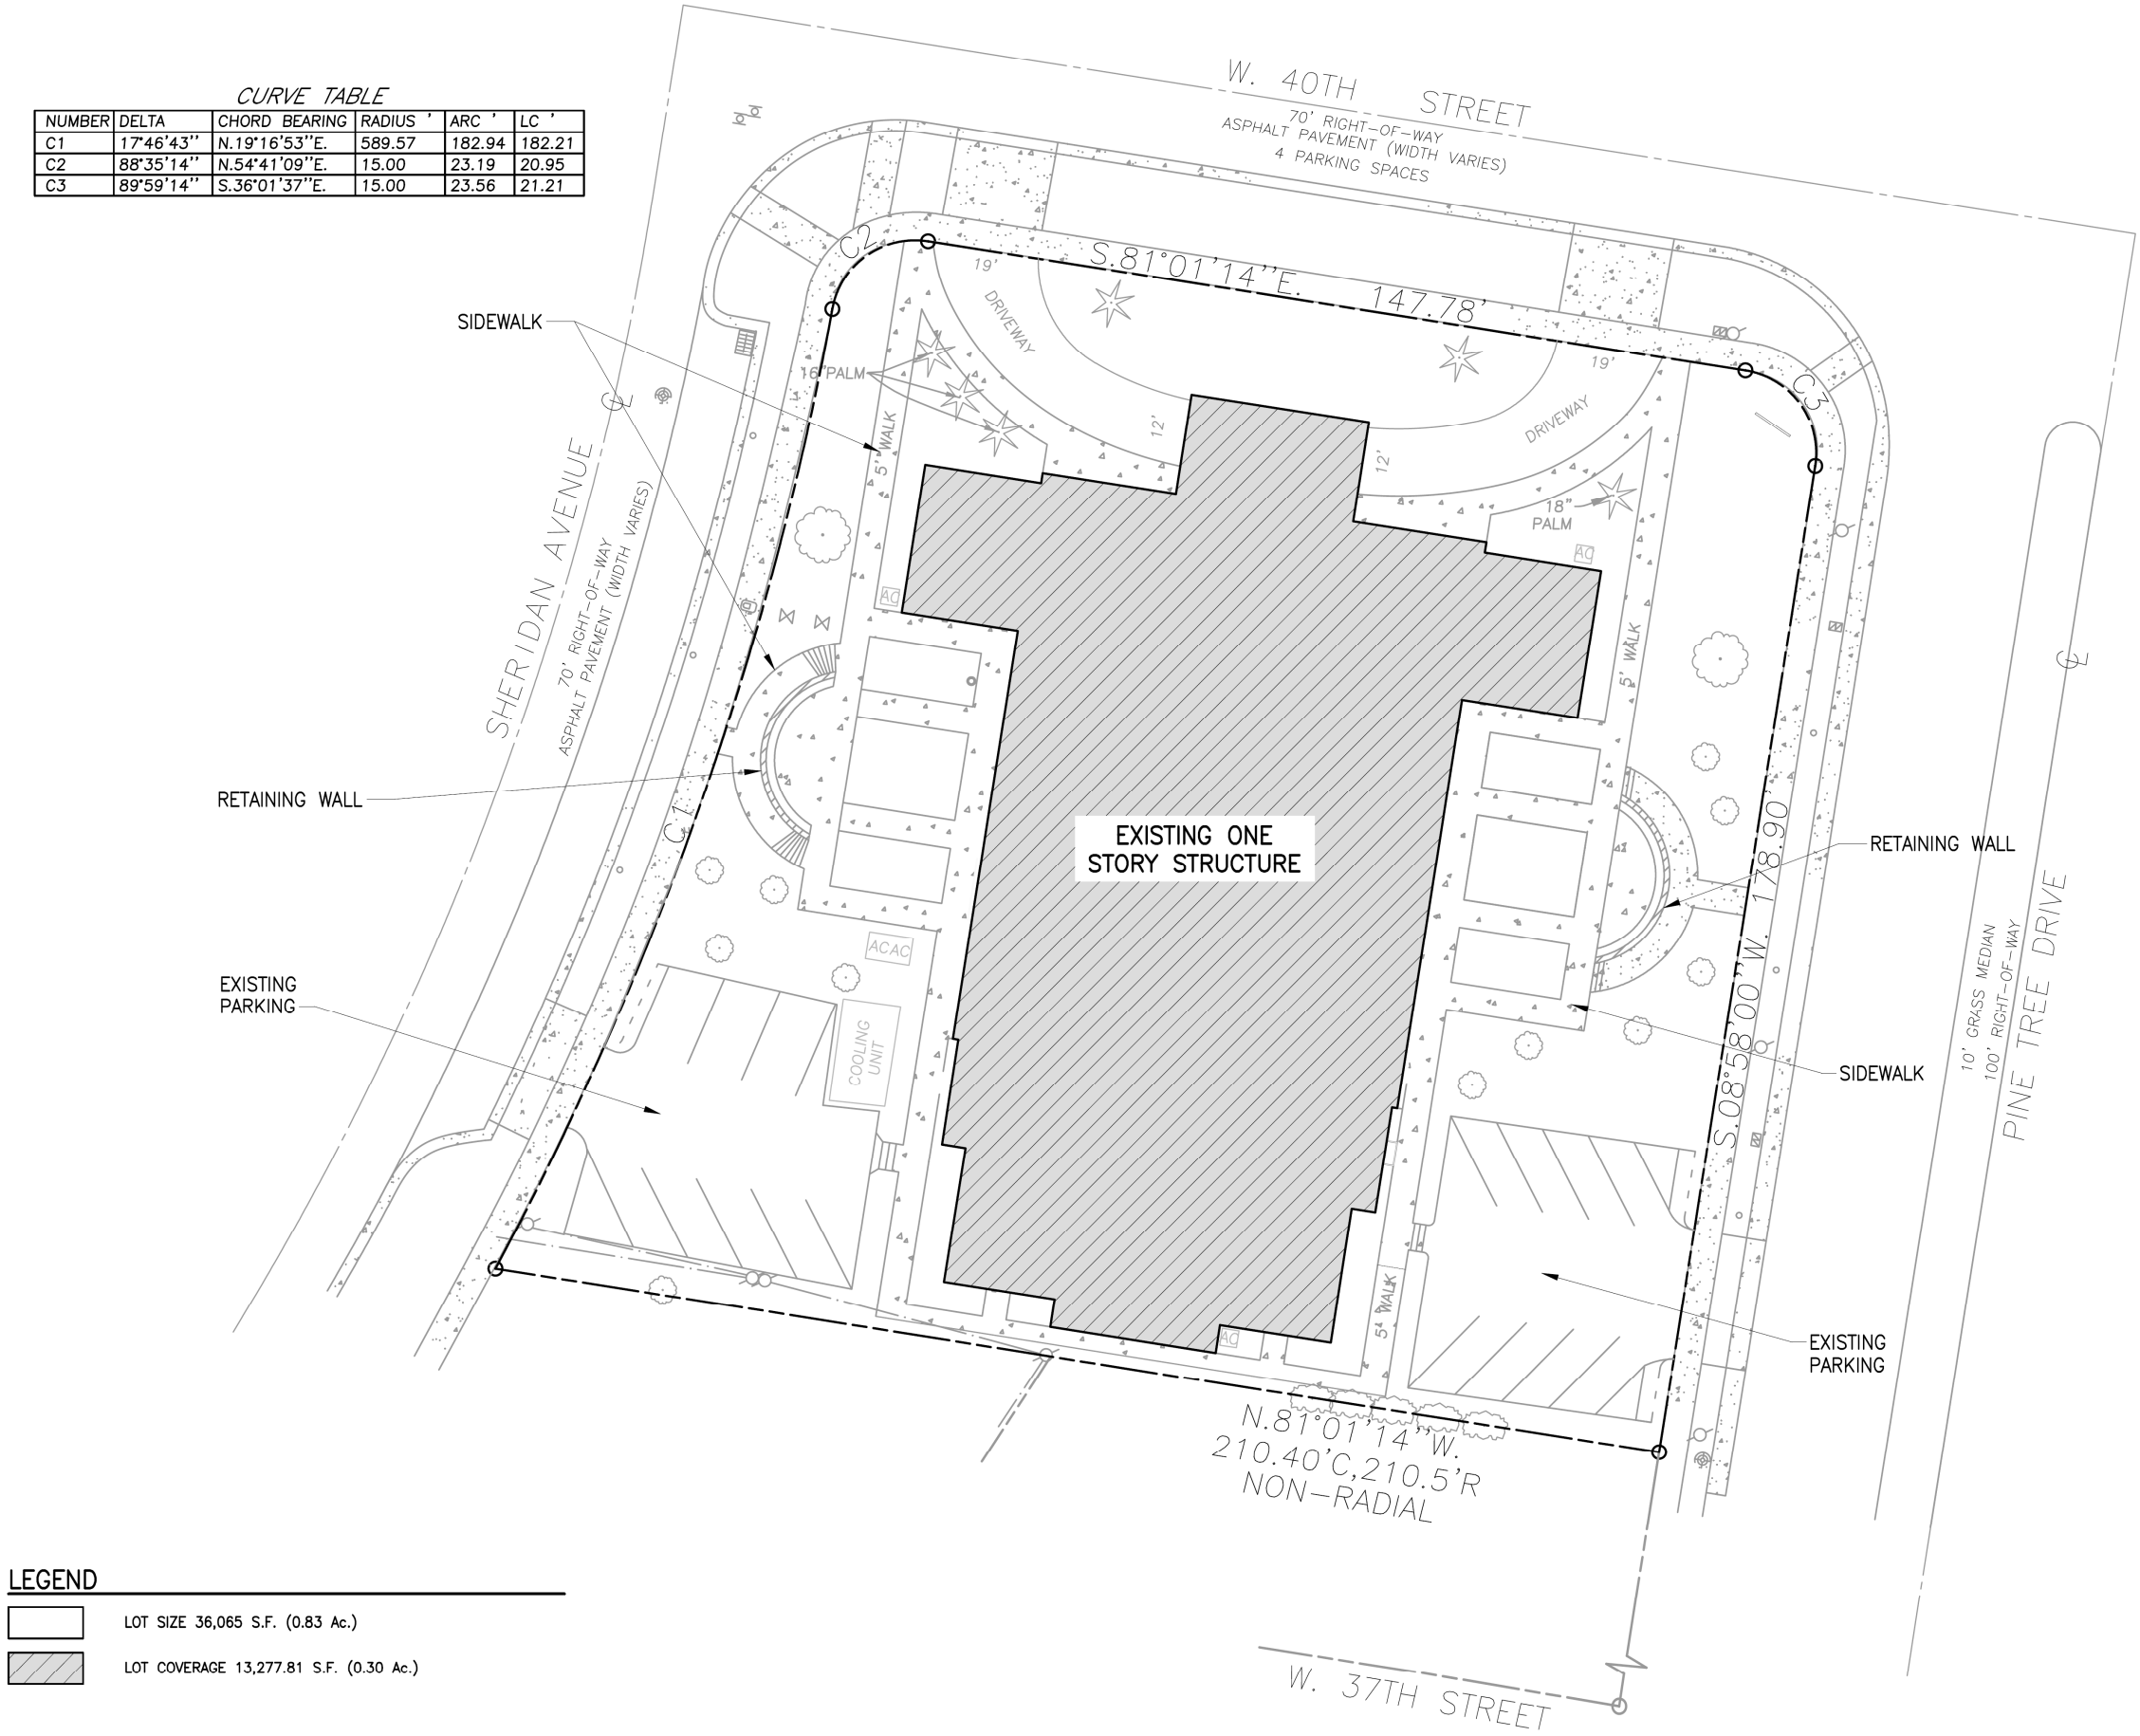 W. 40TH STREET
70' RIGHT-OF-WAY
ASPHALT PAVEMENT (WIDTH VARIES)
4 PARKING SPACES
CURVE TABLE
NUMBER DELTA CHORD BEARING RADIUS ' ARC ' LC '
C1 17°46'43'' N.19°16'53''E. 589.57 182.94 182.21
C2 88°35'14'' N.54°41'09''E. 15.00 23.19 20.95
C3 89°59'14'' S.36°01'37''E. 15.00 23.56 21.21
C2
S.81°01'14''E. 147.78'
C3
19'
DRIVEWAY
19'
DRIVEWAY
SIDEWALK
16"PALM
12'
12'
5' WALK
18"
PALM
AC
AC
SHERIDAN AVENUE
70' RIGHT-OF-WAY
ASPHALT PAVEMENT (WIDTH VARIES)
CL
CL
5' WALK
RETAINING WALL
C1
EXISTING ONE
STORY STRUCTURE
RETAINING WALL
S.08°58'00''W. 178.90'
ACAC
COOLING
UNIT
EXISTING
PARKING
SIDEWALK
10' GRASS MEDIAN
100' RIGHT-OF-WAY
PINE TREE DRIVE
5' WALK
AC
EXISTING
PARKING
N.81°01'14''W.
210.40'C,210.5'R
NON-RADIAL
LEGEND
LOT SIZE 36,065 S.F. (0.83 Ac.)
LOT COVERAGE 13,277.81 S.F. (0.30 Ac.)
W. 37TH STREET